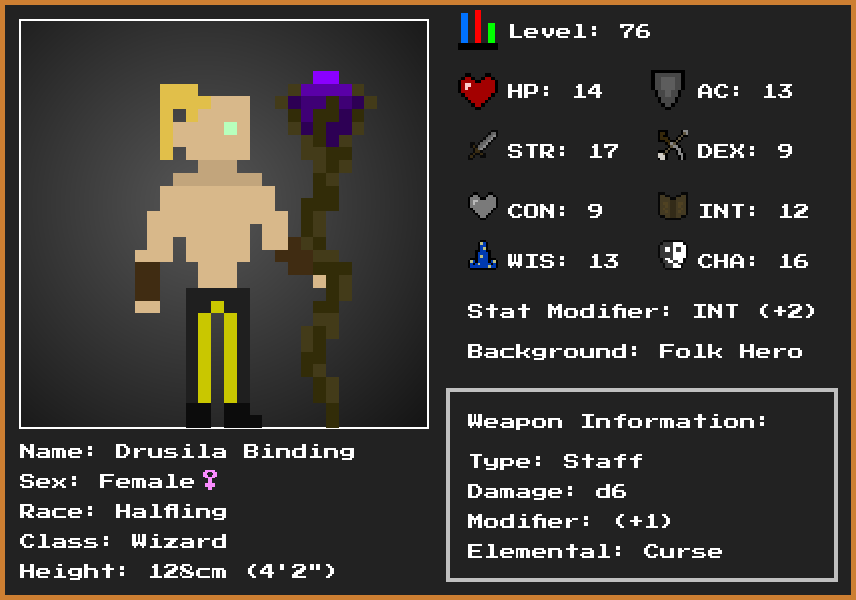 Level: 76
HP: 14
AC: 13
STR: 17
DEX: 9
CON: 9
INT: 12
WIS: 13
CHA: 16
Stat Modifier: INT (+2)
Background: Folk Hero
Weapon Information:
Type: Staff
Damage: d6
Modifier: (+1)
Elemental: Curse
Name: Drusila Binding
Sex: Female♀
Race: Halfling
Class: Wizard
Height: 128cm (4'2")